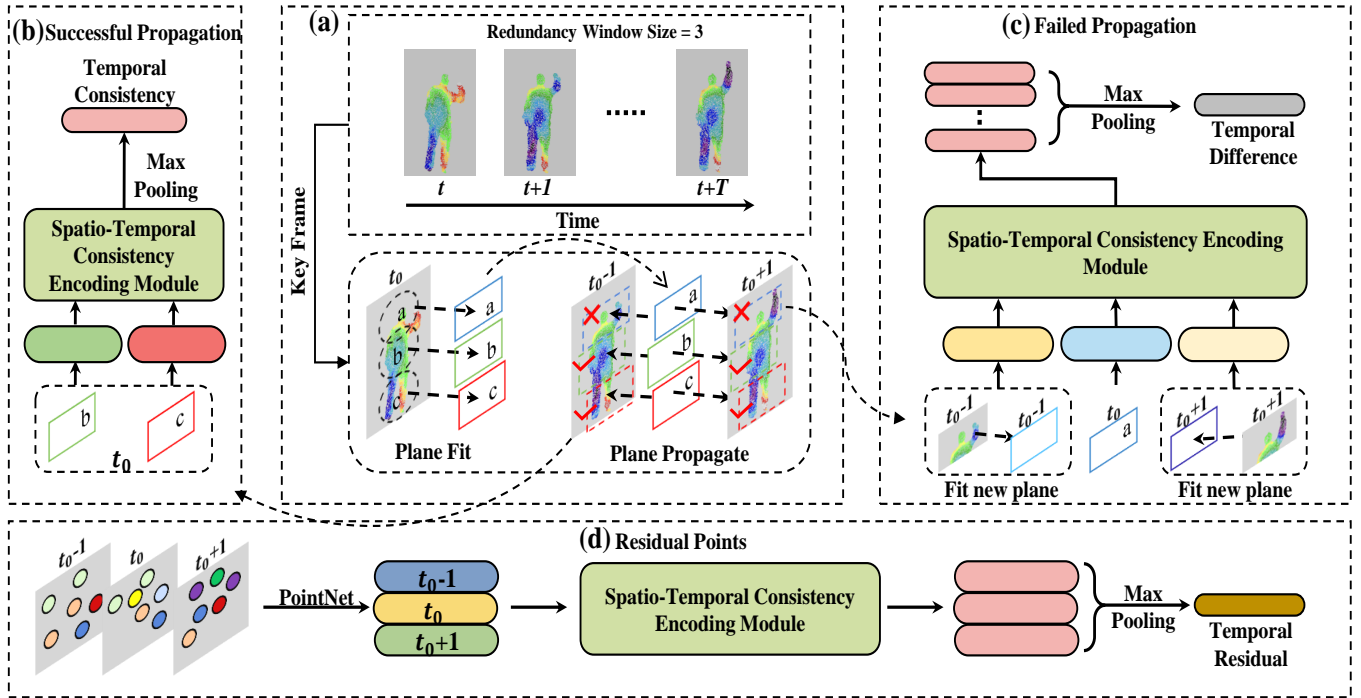 (b) Successful Propagation
Temporal
Consistency
Max
Pooling
Spatio-Temporal
Consistency
Encoding Module
b
c
t0
(a)
Redundancy Window Size = 3
.....
t
t+1
t+T
Time
Key Frame
t0
a
b
c
a
b
c
Plane Fit
t0-1
a
b
c
t0+1
Plane Propagate
(c) Failed Propagation
Max
Pooling
Temporal
Difference
Spatio-Temporal Consistency Encoding
Module
t0-1
t0-1
t0
a
t0+1
t0+1
Fit new plane
Fit new plane
(d) Residual Points
t0-1
t0
t0+1
PointNet
t0-1
t0
t0+1
Spatio-Temporal Consistency
Encoding Module
Max
Pooling
Temporal
Residual